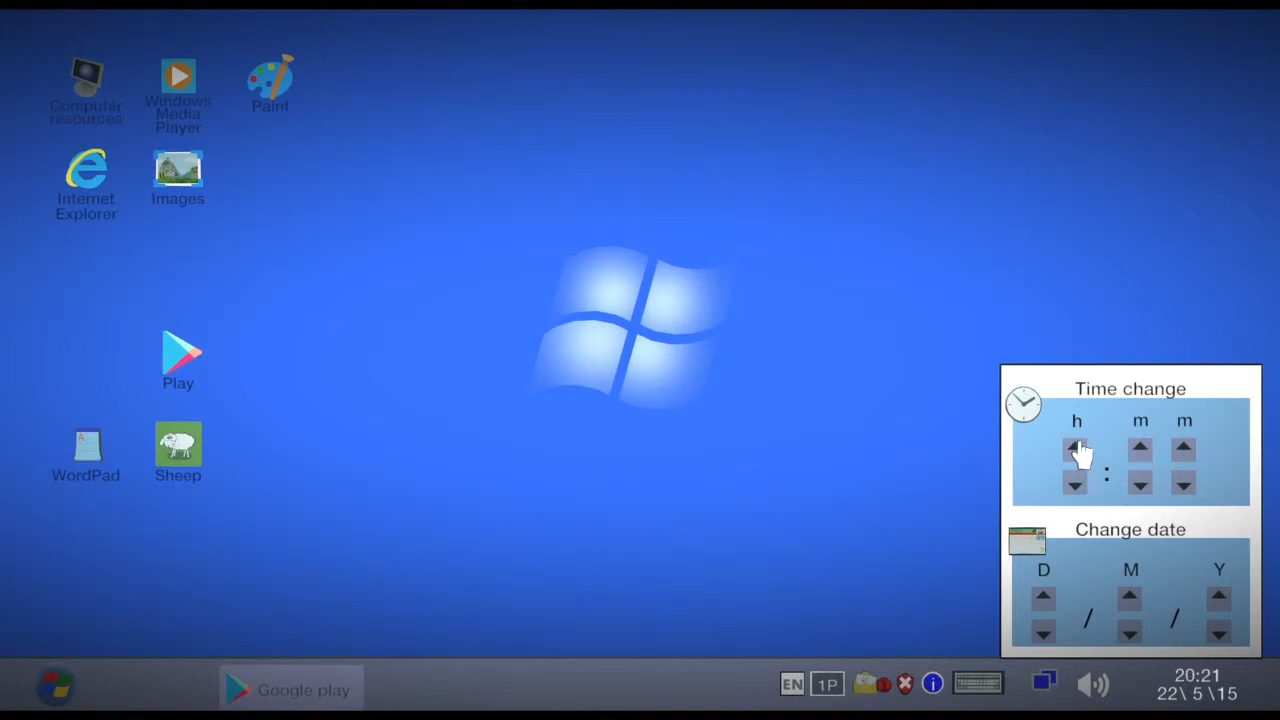 Computer
resources
Windows
Media
Player
Paint
Internet
Explorer
Images
Play
WordPad
Sheep
Time change
h m m
:
Change date
D M Y
/ /
Google play
EN 1P
20:21
22\ 5 \15